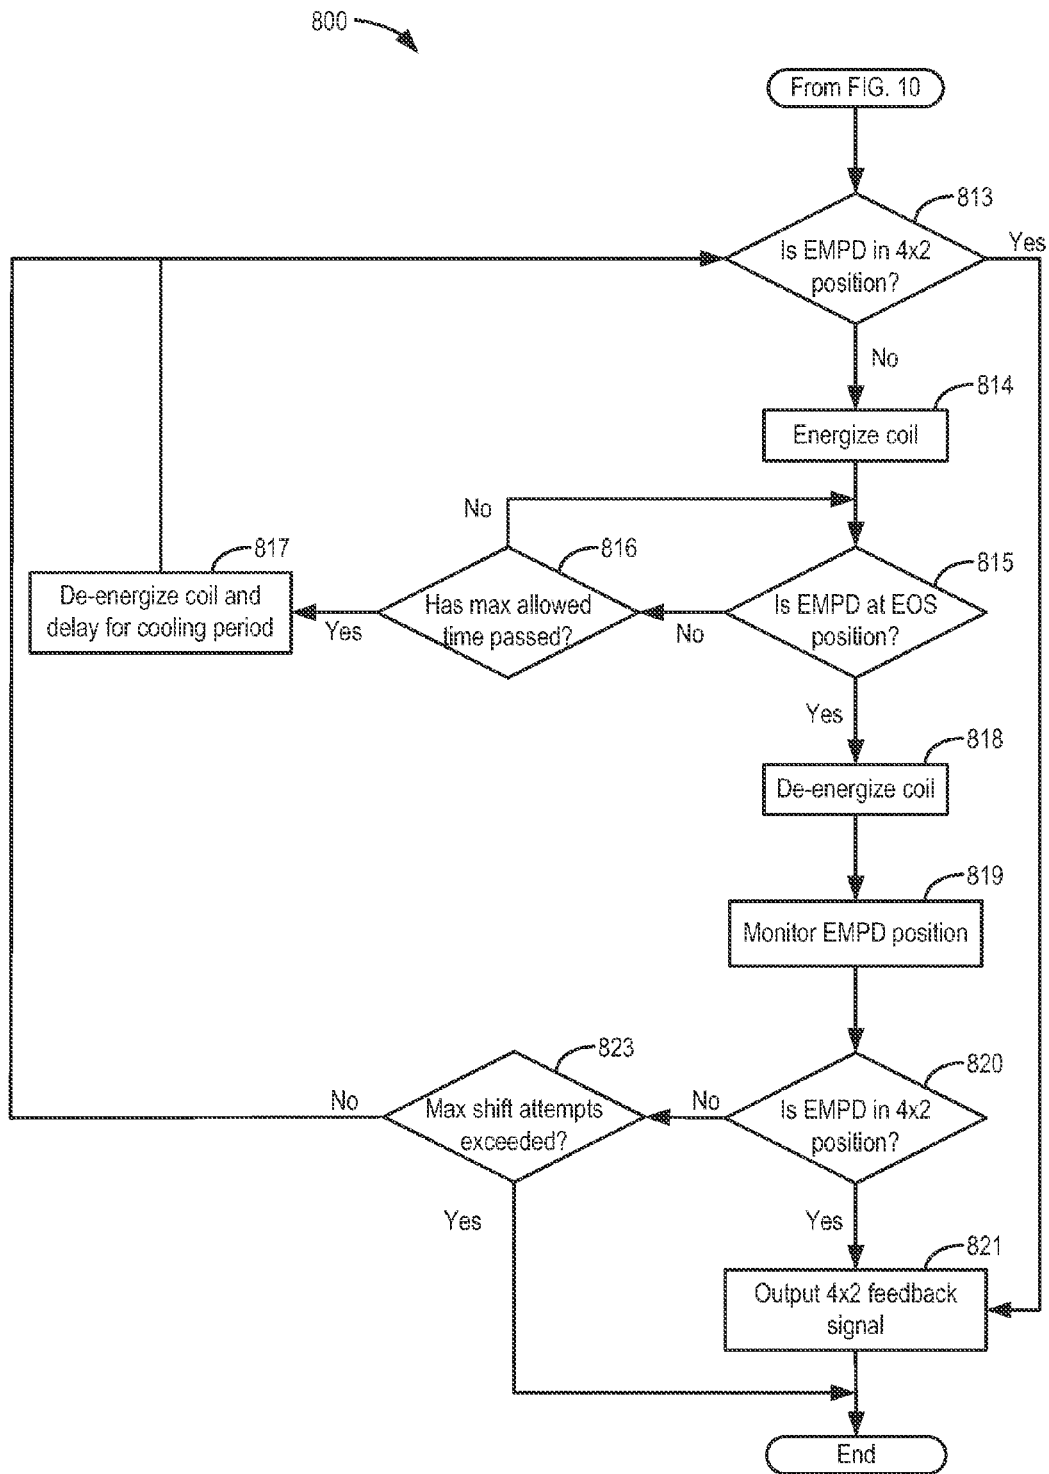 800
From FIG. 10
813
Is EMPD in 4x2
position?
Yes
No
814
Energize coil
No
817
De-energize coil and
delay for cooling period
Yes
816
Has max allowed
time passed?
No
815
Is EMPD at EOS
position?
Yes
818
De-energize coil
819
Monitor EMPD position
823
Max shift attempts
exceeded?
No
No
820
Is EMPD in 4x2
position?
Yes
Yes
821
Output 4x2 feedback
signal
End